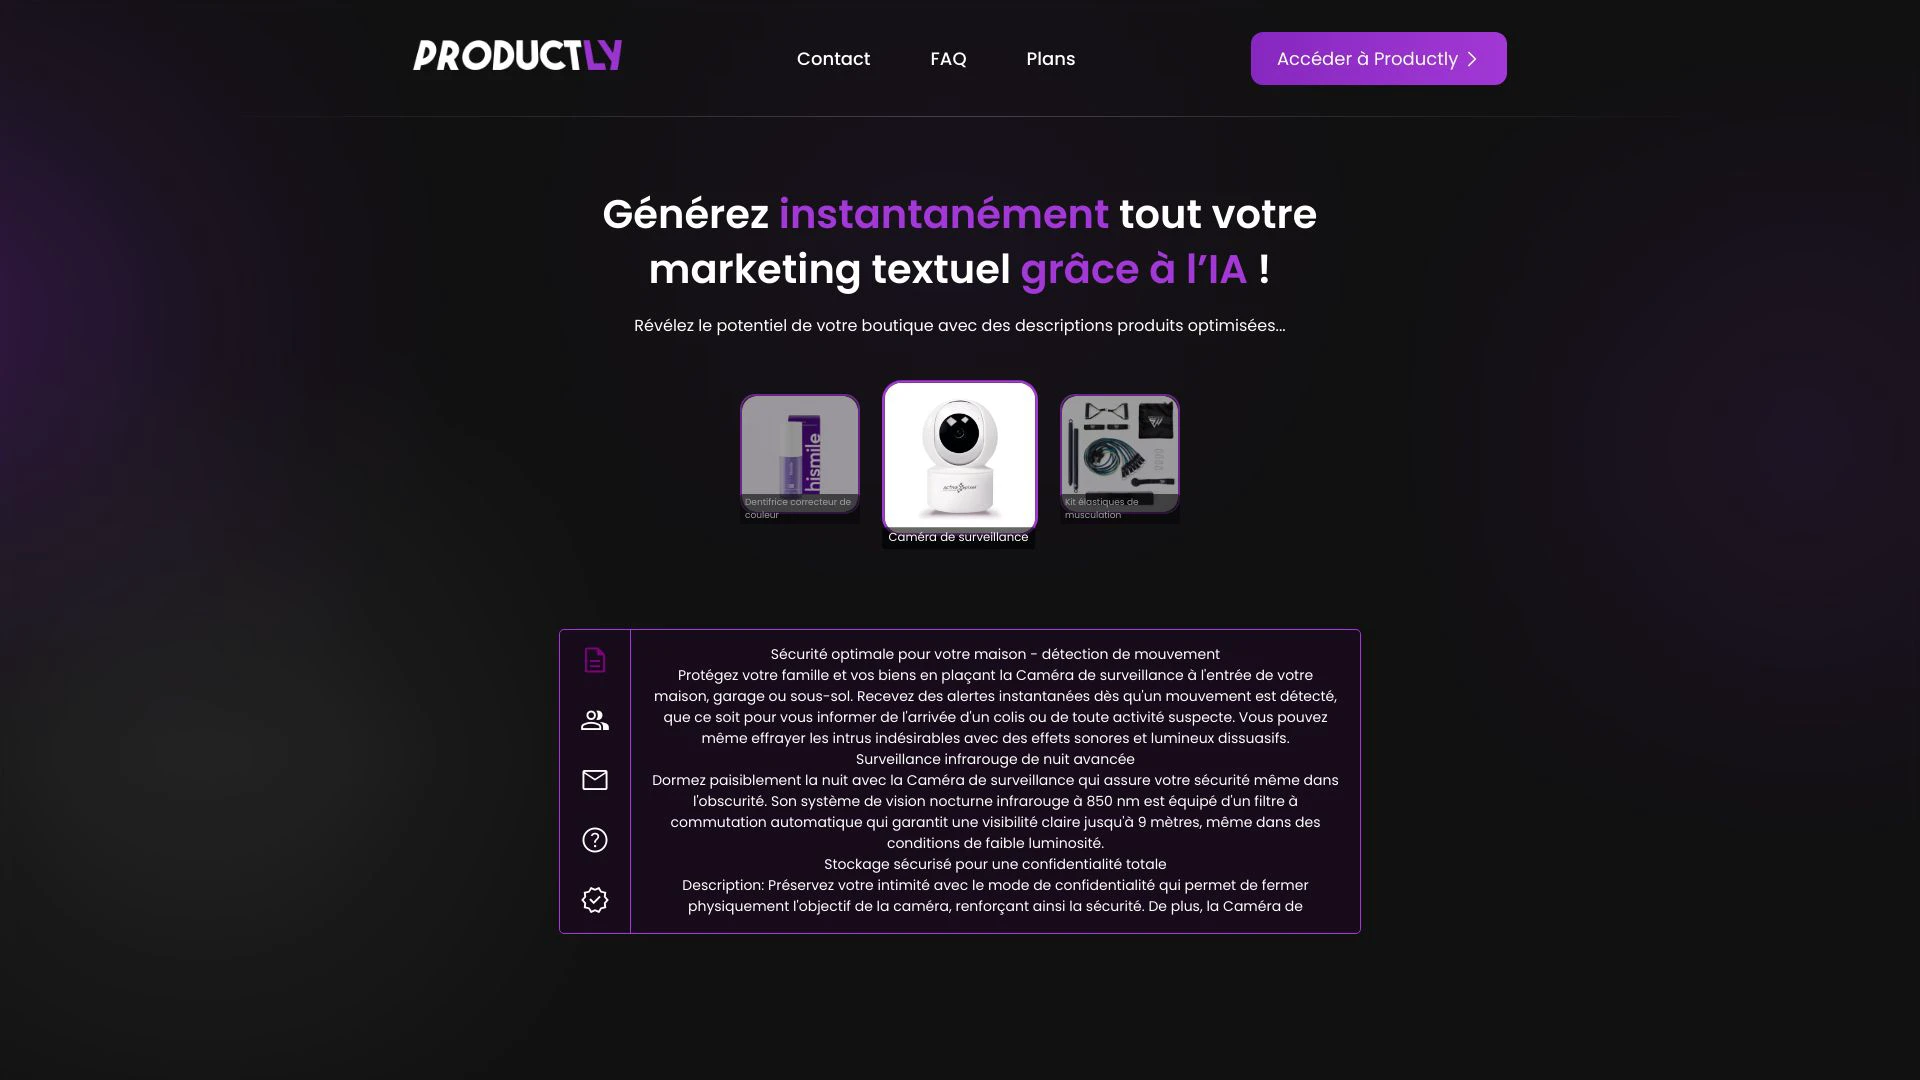 PRODUCTLY
Contact
FAQ
Plans
Accéder à Productly
Générez instantanément tout votre
marketing textuel grâce à l’IA !
Révélez le potentiel de votre boutique avec des descriptions produits optimisées...
hismile
Dentifrice correcteur de
couleur
Caméra de surveillance
Kit élastiques de
musculation
Sécurité optimale pour votre maison - détection de mouvement
Protégez votre famille et vos biens en plaçant la Caméra de surveillance à l'entrée de votre
maison, garage ou sous-sol. Recevez des alertes instantanées dès qu'un mouvement est détecté,
que ce soit pour vous informer de l'arrivée d'un colis ou de toute activité suspecte. Vous pouvez
même effrayer les intrus indésirables avec des effets sonores et lumineux dissuasifs.
Surveillance infrarouge de nuit avancée
Dormez paisiblement la nuit avec la Caméra de surveillance qui assure votre sécurité même dans
l'obscurité. Son système de vision nocturne infrarouge à 850 nm est équipé d'un filtre à
commutation automatique qui garantit une visibilité claire jusqu'à 9 mètres, même dans des
conditions de faible luminosité.
Stockage sécurisé pour une confidentialité totale
Description: Préservez votre intimité avec le mode de confidentialité qui permet de fermer
physiquement l'objectif de la caméra, renforçant ainsi la sécurité. De plus, la Caméra de